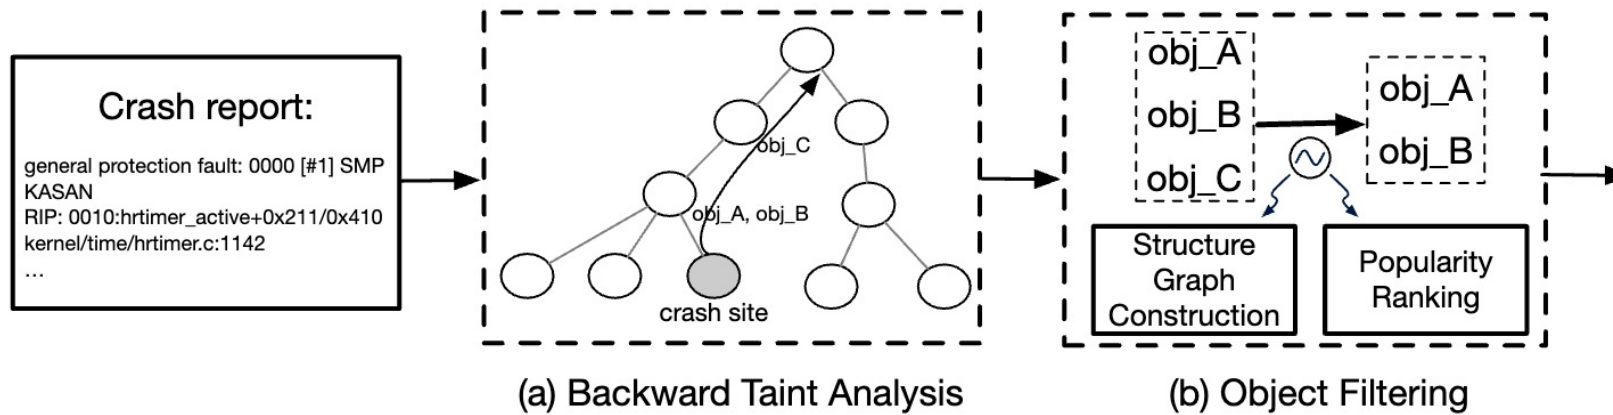 Crash report:
general protection fault: 0000 [#1] SMP
KASAN
RIP: 0010:hrtimer_active+0x211/0x410
kernel/time/hrtimer.c:1142
...
obj_C
obj_A, obj_B
crash site
(a) Backward Taint Analysis
obj_A
obj_B
obj_C
obj_A
obj_B
Structure
Graph
Construction
Popularity
Ranking
(b) Object Filtering